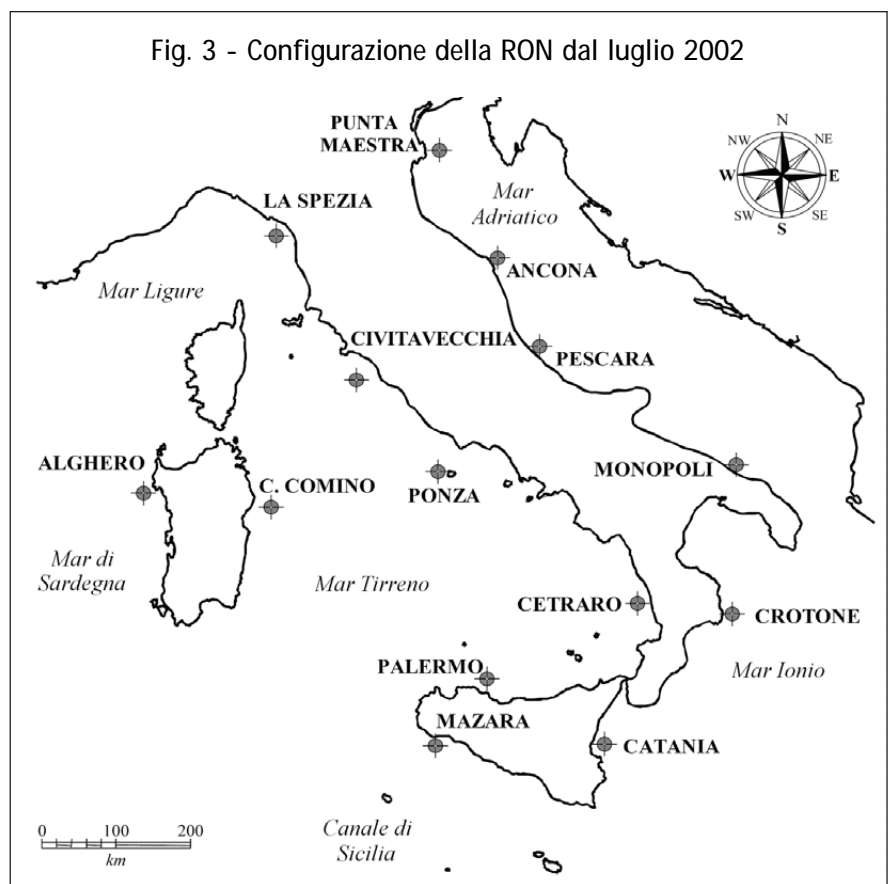 Fig. 3 - Configurazione della RON dal luglio 2002
PUNTA
MAESTRA
N
NW
NE
W
E
SW
SE
S
Mar
Adriatico
LA SPEZIA
ANCONA
Mar Ligure
CIVITAVECCHIA
PESCARA
ALGHERO
C. COMINO
PONZA
MONOPOLI
Mar di
Sardegna
Mar Tirreno
CETRARO
CROTONE
PALERMO
Mar Ionio
MAZARA
CATANIA
0 100 200
km
Canale di
Sicilia